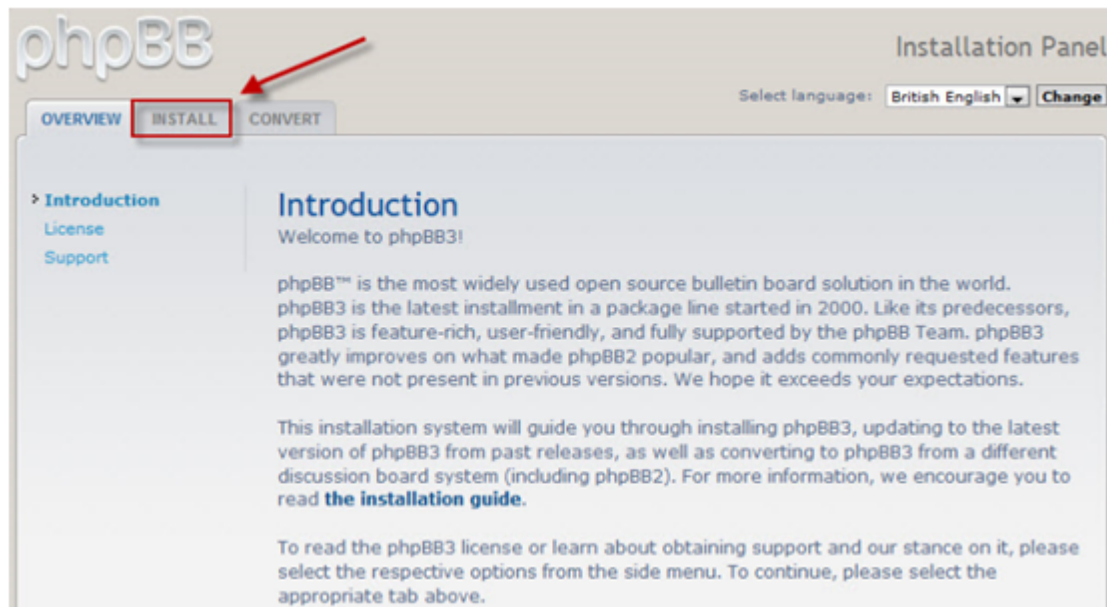 phpBB
Installation Panel
Select language: British English Change
OVERVIEW INSTALL CONVERT
Introduction
License
Support
Introduction
Welcome to phpBB3!
phpBB™ is the most widely used open source bulletin board solution in the world.
phpBB3 is the latest installment in a package line started in 2000. Like its predecessors,
phpBB3 is feature-rich, user-friendly, and fully supported by the phpBB Team. phpBB3
greatly improves on what made phpBB2 popular, and adds commonly requested features
that were not present in previous versions. We hope it exceeds your expectations.
This installation system will guide you through installing phpBB3, updating to the latest
version of phpBB3 from past releases, as well as converting to phpBB3 from a different
discussion board system (including phpBB2). For more information, we encourage you to
read the installation guide.
To read the phpBB3 license or learn about obtaining support and our stance on it, please
select the respective options from the side menu. To continue, please select the
appropriate tab above.